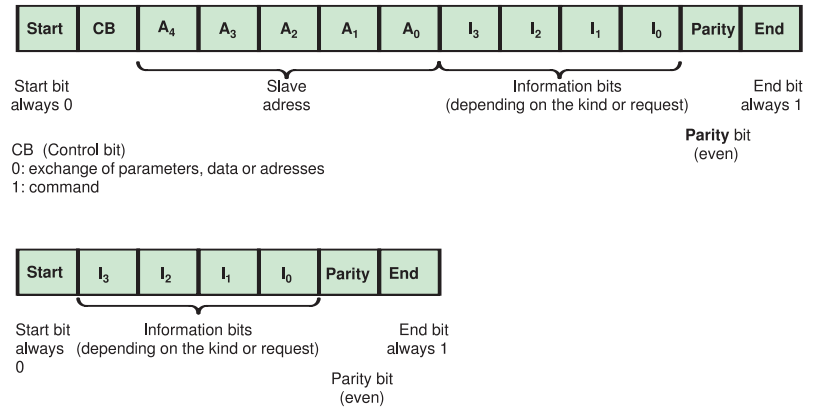 Start CB A₄ A₃ A₂ A₁ A₀ I₃ I₂ I₁ I₀ Parity End
Start bit
always 0
Slave
adress
Information bits
(depending on the kind or request)
End bit
always 1
Parity bit
(even)
CB (Control bit)
0: exchange of parameters, data or adresses
1: command
Start I₃ I₂ I₁ I₀ Parity End
Start bit
always
0
Information bits
(depending on the kind or request)
End bit
always 1
Parity bit
(even)